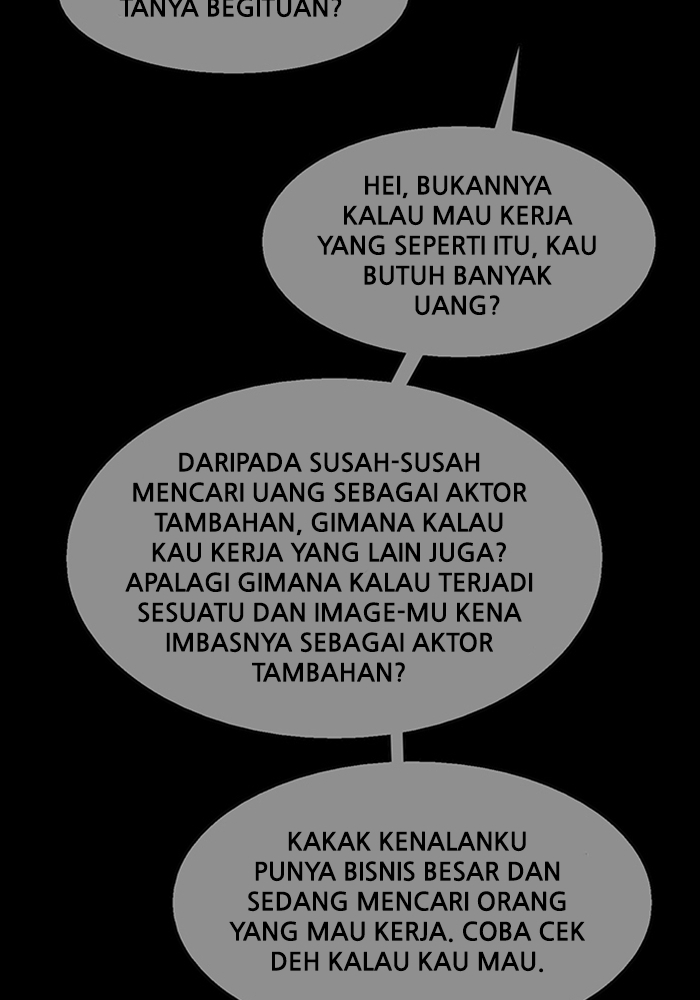 TANYA BEGITUAN?
HEI, BUKANNYA
KALAU MAU KERJA
YANG SEPERTI ITU, KAU
BUTUH BANYAK
UANG?
DARIPADA SUSAH-SUSAH
MENCARI UANG SEBAGAI AKTOR
TAMBAHAN, GIMANA KALAU
KAU KERJA YANG LAIN JUGA?
APALAGI GIMANA KALAU TERJADI
SESUATU DAN IMAGE-MU KENA
IMBASNYA SEBAGAI AKTOR
TAMBAHAN?
KAKAK KENALANKU
PUNYA BISNIS BESAR DAN
SEDANG MENCARI ORANG
YANG MAU KERJA. COBA CEK
DEH KALAU KAU MAU.